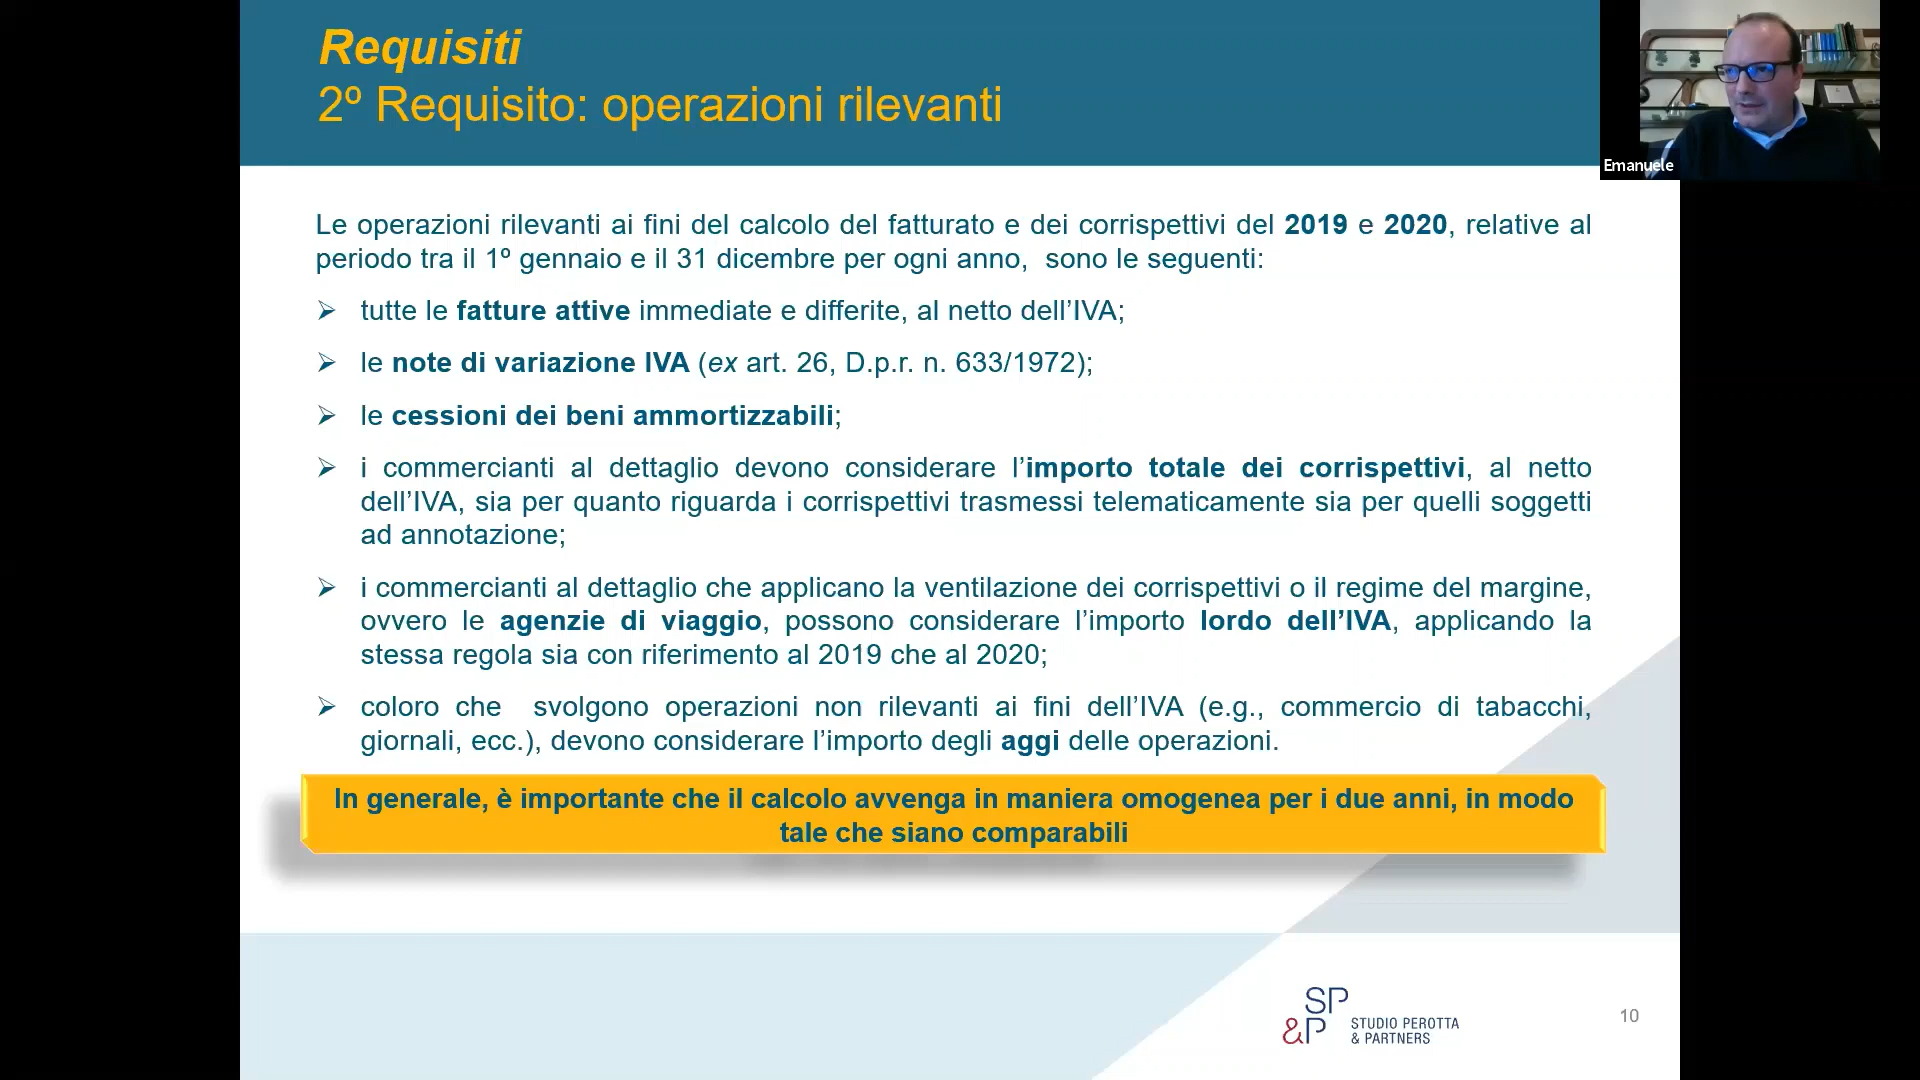 Requisiti
2º Requisito: operazioni rilevanti
Emanuele
Le operazioni rilevanti ai fini del calcolo del fatturato e dei corrispettivi del 2019 e 2020, relative al
periodo tra il 1º gennaio e il 31 dicembre per ogni anno, sono le seguenti:
➢ tutte le fatture attive immediate e differite, al netto dell’IVA;
➢ le note di variazione IVA (ex art. 26, D.p.r. n. 633/1972);
➢ le cessioni dei beni ammortizzabili;
➢ i commercianti al dettaglio devono considerare l’importo totale dei corrispettivi, al netto
dell’IVA, sia per quanto riguarda i corrispettivi trasmessi telematicamente sia per quelli soggetti
ad annotazione;
➢ i commercianti al dettaglio che applicano la ventilazione dei corrispettivi o il regime del margine,
ovvero le agenzie di viaggio, possono considerare l’importo lordo dell’IVA, applicando la
stessa regola sia con riferimento al 2019 che al 2020;
➢ coloro che svolgono operazioni non rilevanti ai fini dell’IVA (e.g., commercio di tabacchi,
giornali, ecc.), devono considerare l’importo degli aggi delle operazioni.
In generale, è importante che il calcolo avvenga in maniera omogenea per i due anni, in modo
tale che siano comparabili
SP
&P
STUDIO PEROTTA
& PARTNERS
10